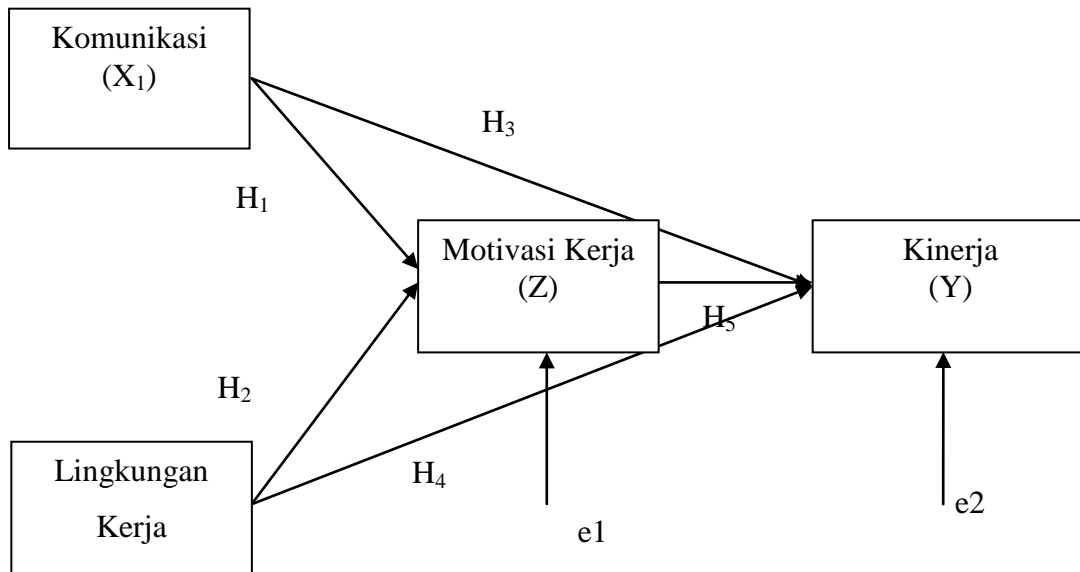 Komunikasi
(X₁)
H₃
H₁
Motivasi Kerja
(Z)
Kinerja
(Y)
H₅
H₂
H₄
Lingkungan
Kerja
e1
e2